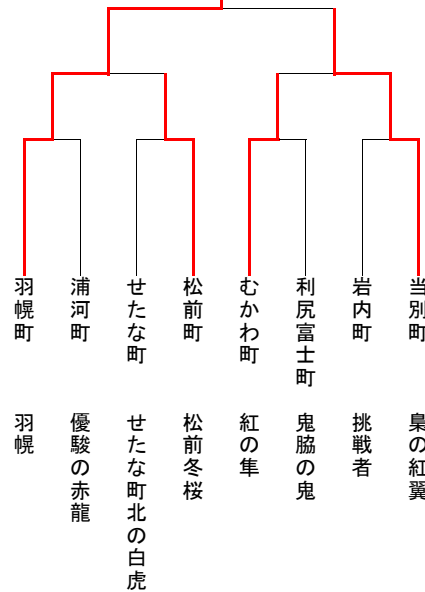 羽幌町 羽幌
浦河町 優駿の赤龍
せたな町 せたな町北の白虎
松前町 松前冬桜
むかわ町 紅の隼
利尻富士町 鬼脇の鬼
岩内町 挑戦者
当別町 梟の紅翼